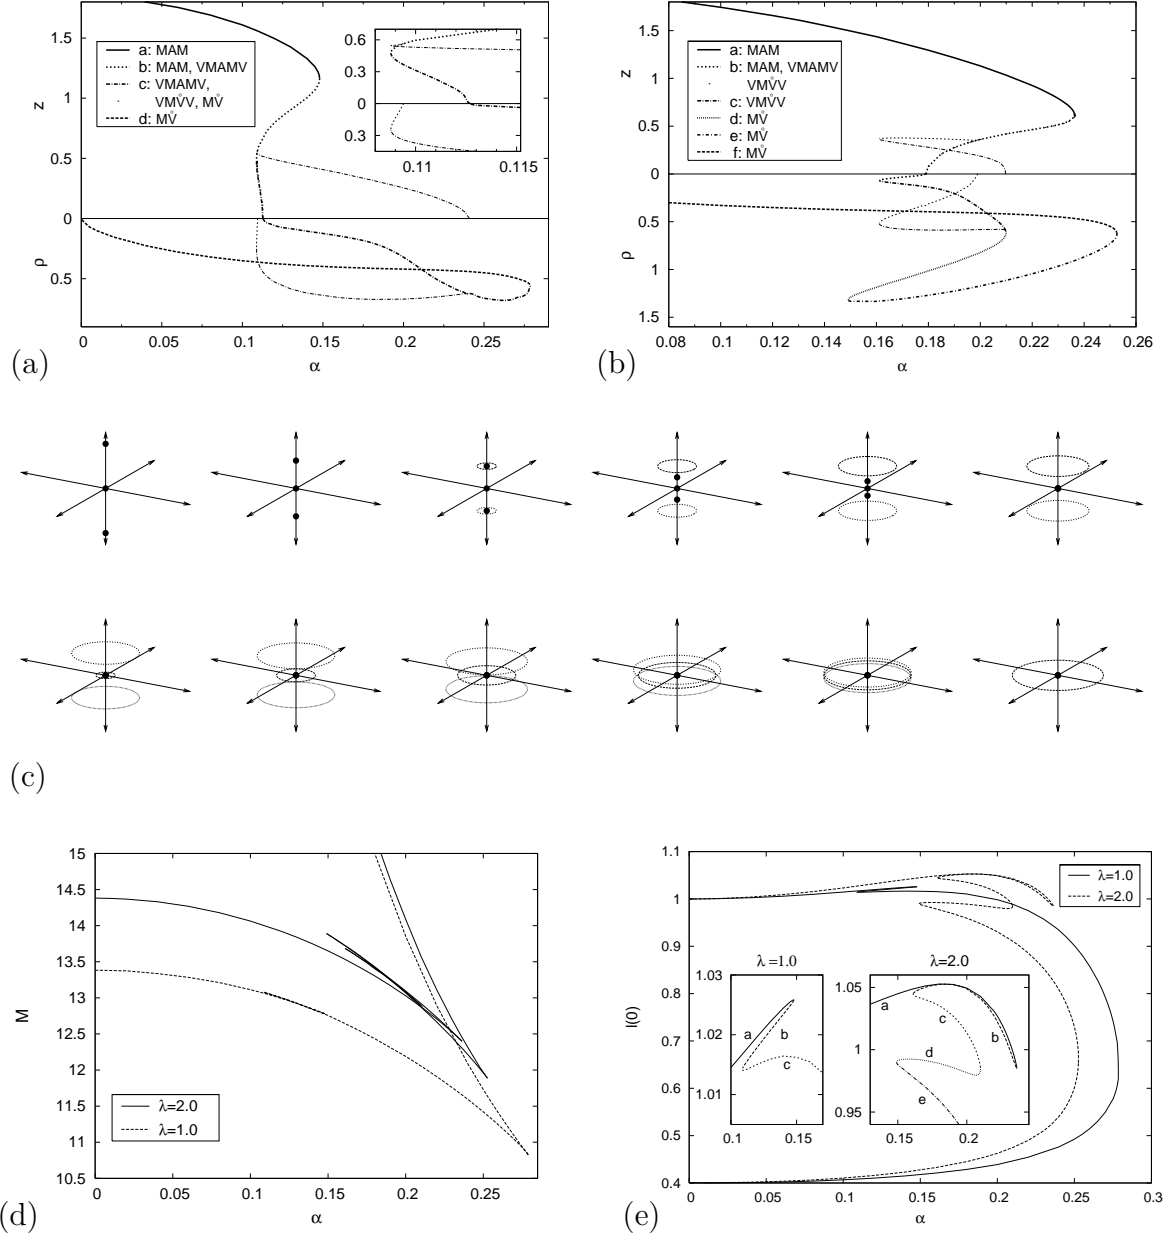 1.5
1
0.5
0
0.5
z
ρ
a: MAM
b: MAM, VMAMV
c: VMAMV,
VMV̊V, MV̊
d: MV̊
0.6
0.3
0
0.3
0.11 0.115
0 0.05 0.10 0.15 0.20 0.25
α
(a)
1.5
1
0.5
0
0.5
1
1.5
z
ρ
a: MAM
b: MAM, VMAMV
VMV̊V
c: VMV̊V
d: MV̊
e: MV̊
f: MV̊
0.08 0.10 0.12 0.14 0.16 0.18 0.2 0.22 0.24 0.26
α
(b)
(c)
15
14.5
14
13.5
13
12.5
12
11.5
11
10.5
M
λ=2.0
λ=1.0
0 0.05 0.1 0.15 0.2 0.25
α
(d)
1.1
1
0.9
0.8
0.7
0.6
0.5
0.4
l(0)
λ=1.0
λ=2.0
λ=1.0
1.03
1.02
1.01
a
b
c
0.1 0.15
λ=2.0
1.05
1
0.95
a
b
c
d
e
0.15 0.2
0 0.05 0.1 0.15 0.2 0.25 0.3
α
(e)